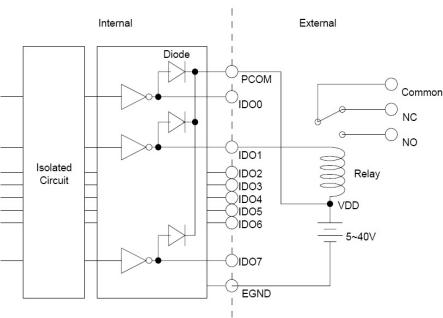 Internal
External
Diode
PCOM
Common
IDO0
NC
NO
IDO1
Isolated
Circuit
IDO2
Relay
IDO3
IDO4
VDD
IDO5
IDO6
5~40V
IDO7
EGND